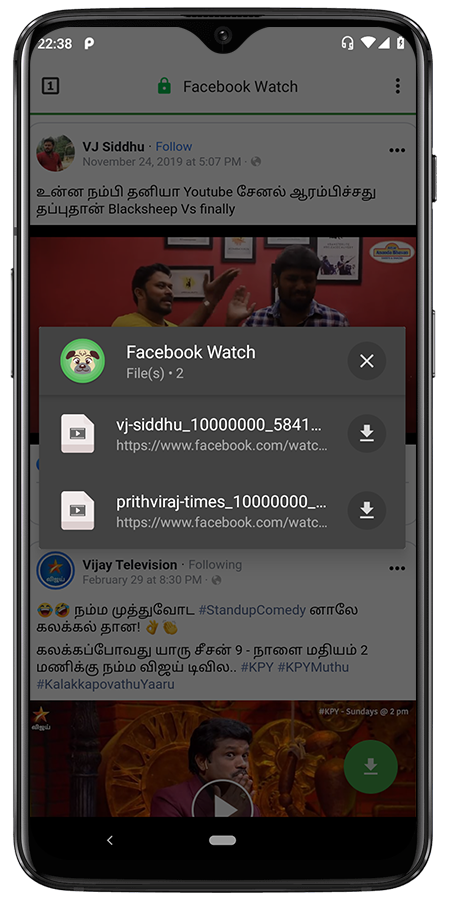 22:38
1
Facebook Watch
VJ Siddhu · Follow
November 24, 2019 at 5:07 PM ·
உன்ன நம்பி தனியா Youtube சேனல் ஆரம்பிச்சது
தப்புதான் Blacksheep Vs finally
Facebook Watch
File(s) • 2
vj-siddhu_10000000_5841...
https://www.facebook.com/watc...
prithviraj-times_10000000_...
https://www.facebook.com/watc...
Vijay Television · Following
February 29 at 8:30 PM ·
😂🤣 நம்ம முத்துவோட #StandupComedy னாலே
கலக்கல் தான! 👌👏
கலக்கப்போவது யாரு சீசன் 9 - நாளை மதியம் 2
மணிக்கு நம்ம விஜய் டிவில.. #KPY #KPYMuthu
#KalakkapovathuYaaru
விஜய்
#KPY - Sundays @ 2 pm
விஜய்